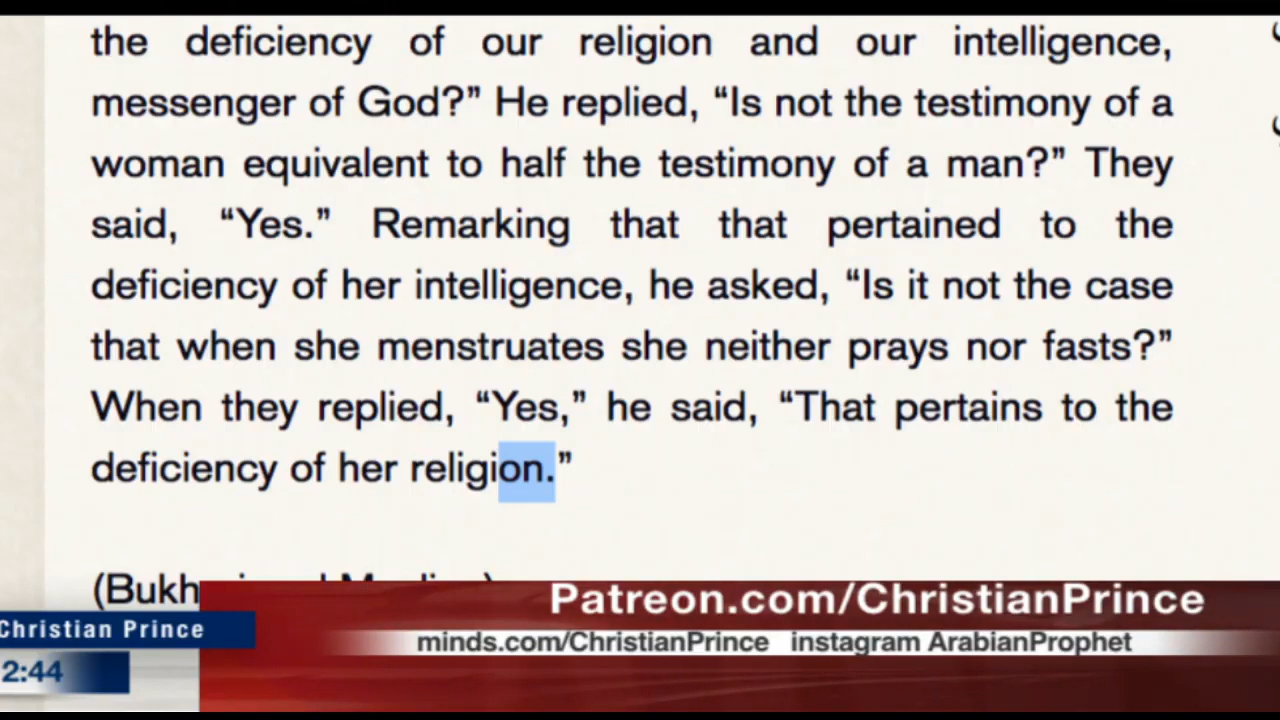 the deficiency of our religion and our intelligence,
messenger of God?” He replied, “Is not the testimony of a
woman equivalent to half the testimony of a man?” They
said, “Yes.” Remarking that that pertained to the
deficiency of her intelligence, he asked, “Is it not the case
that when she menstruates she neither prays nor fasts?”
When they replied, “Yes,” he said, “That pertains to the
deficiency of her religion.”
Patreon.com/ChristianPrince
Christian Prince
minds.com/ChristianPrince instagram ArabianProphet
2:44